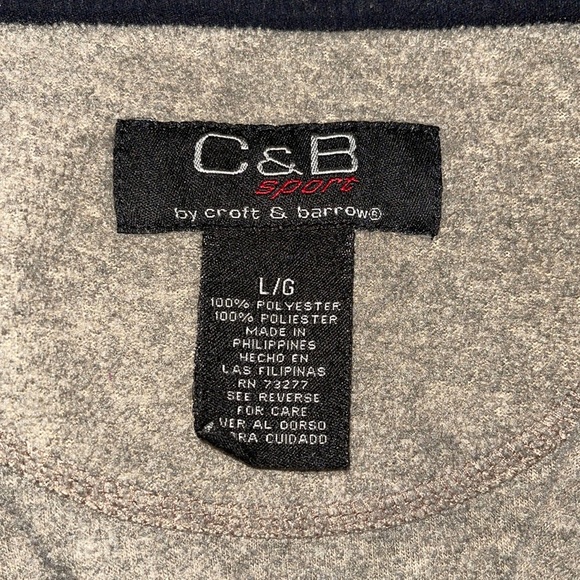 C&B
sport
by croft & barrow®
L/G
100% POLYESTER
100% POLIESTER
MADE IN
PHILIPPINES
HECHO EN
LAS FILIPINAS
RN 73277
SEE REVERSE
FOR CARE
VER AL DORSO
CUIDADO